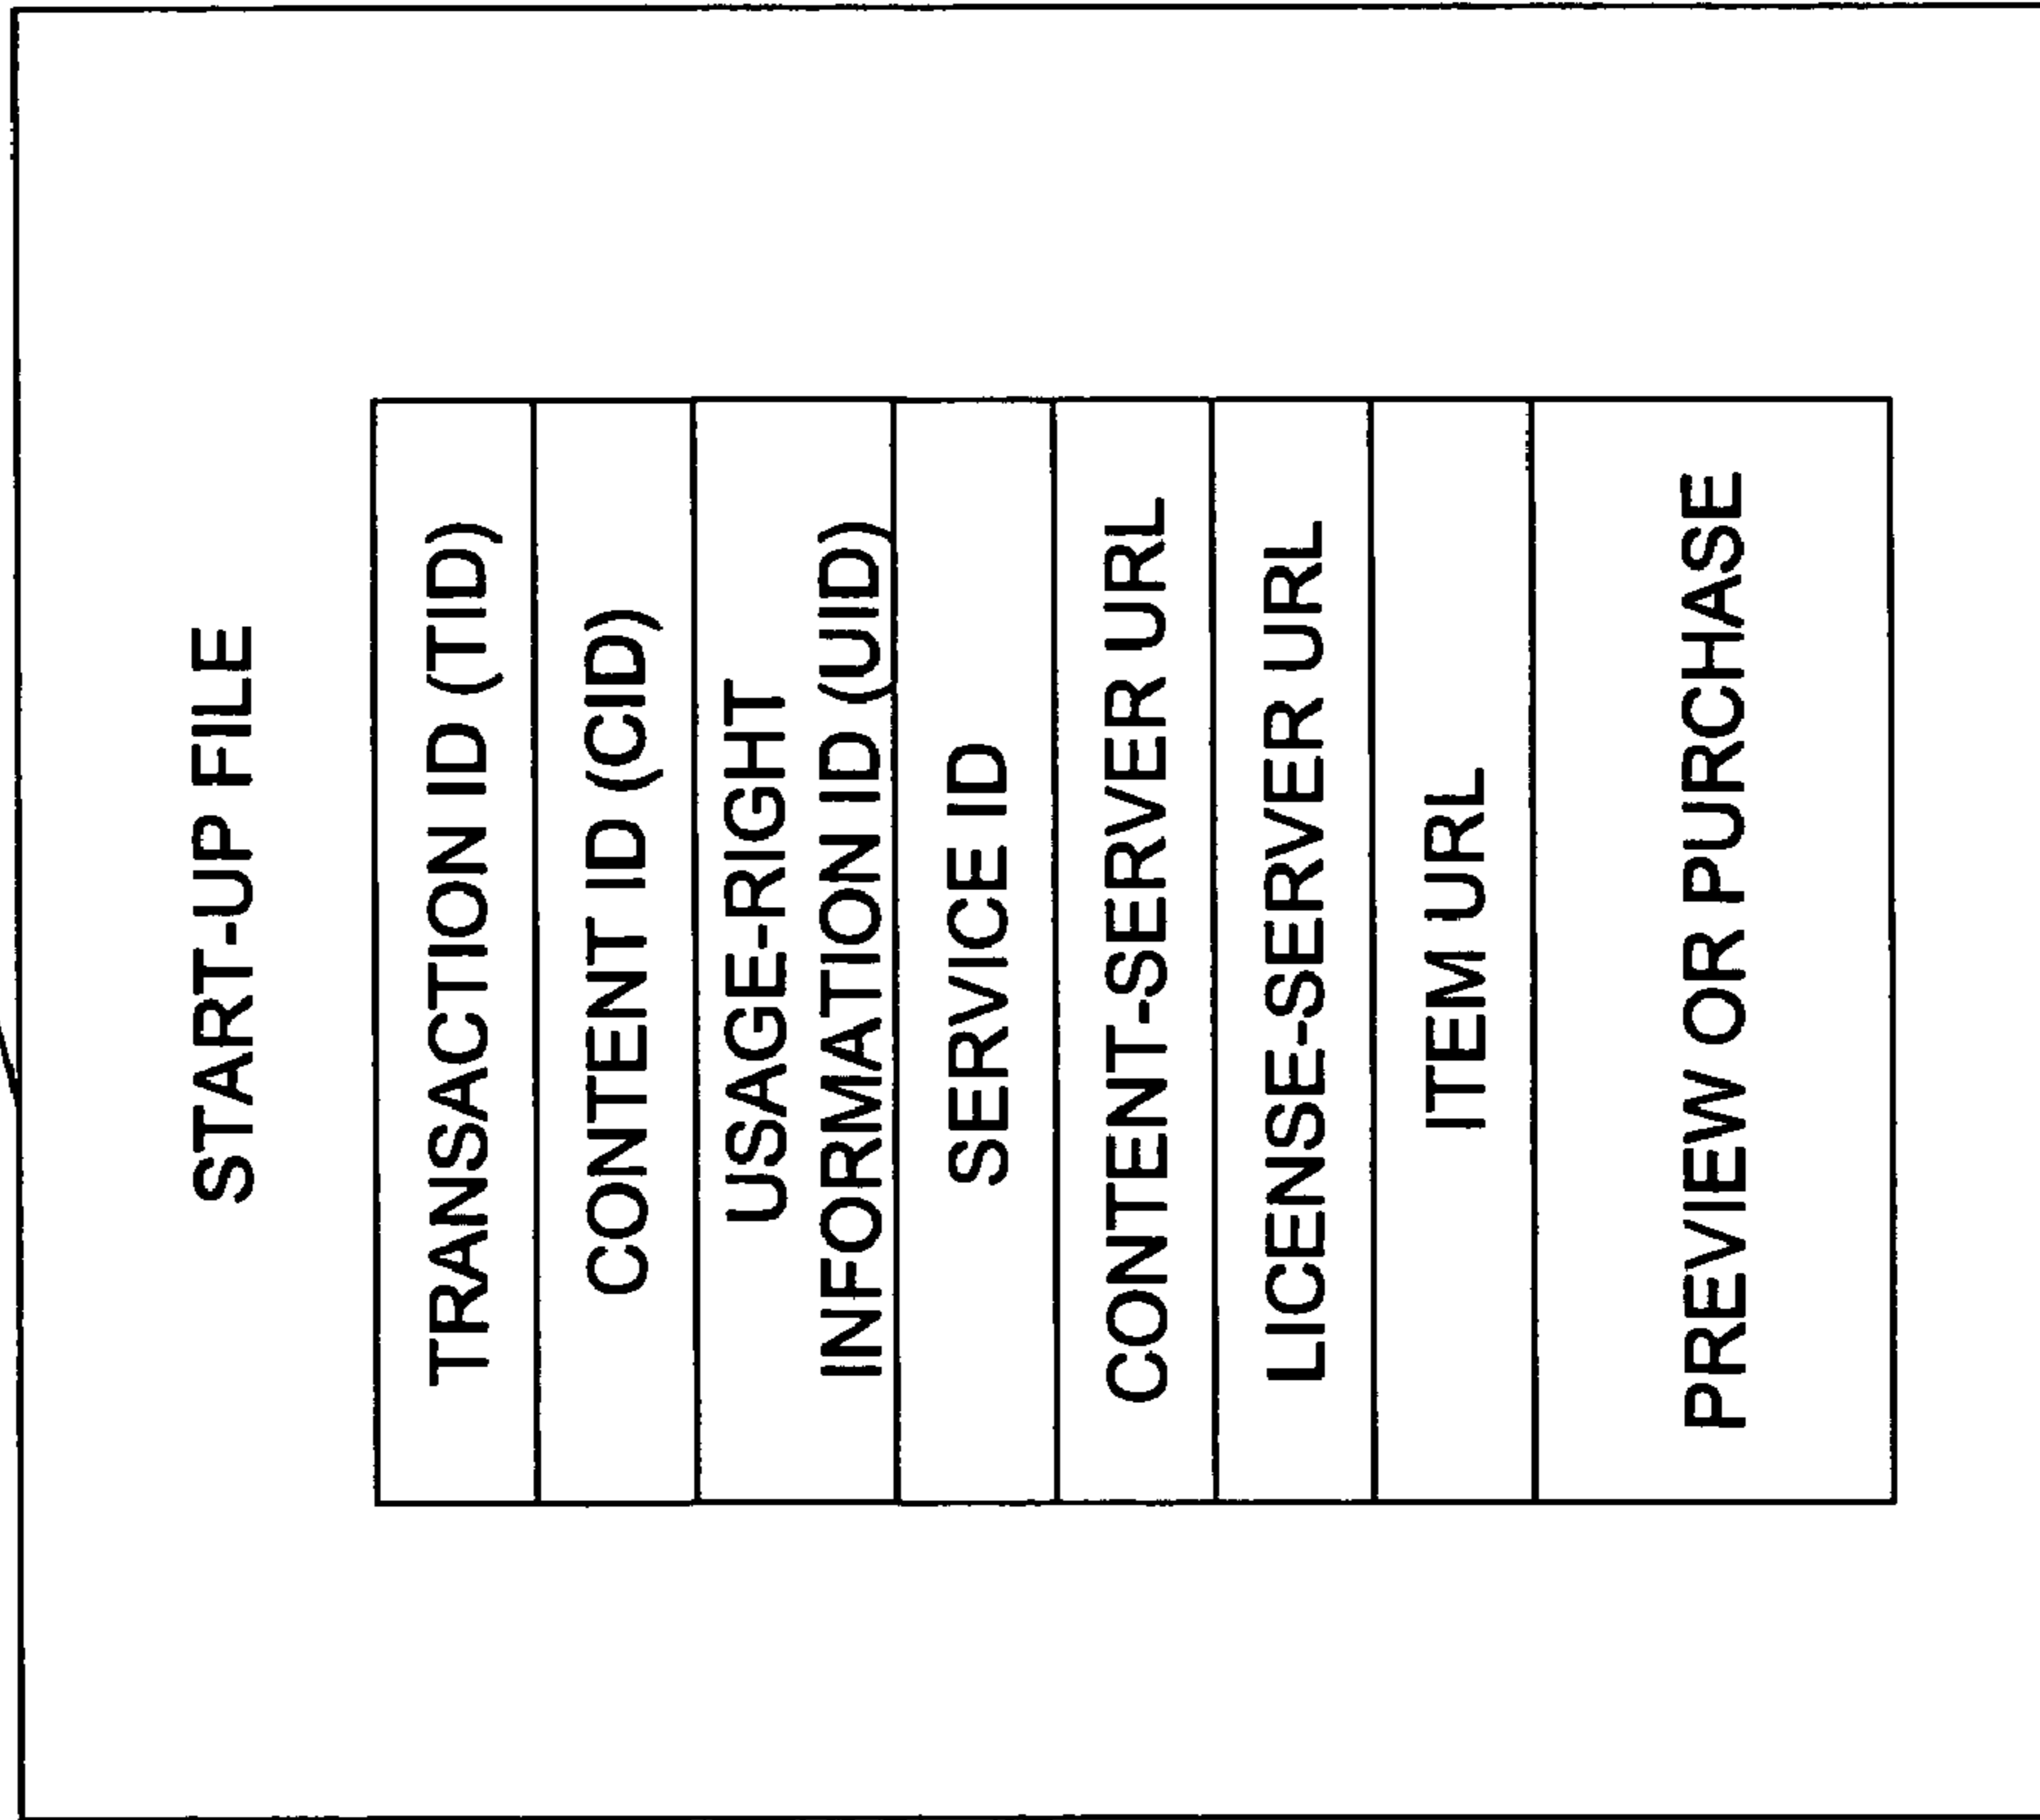 START-UP FILE
TRANSACTION ID (TID)
CONTENT ID (CID)
USAGE-RIGHT
INFORMATION ID (UID)
SERVICE ID
CONTENT-SERVER URL
LICENSE-SERVER URL
ITEM URL
PREVIEW OR PURCHASE